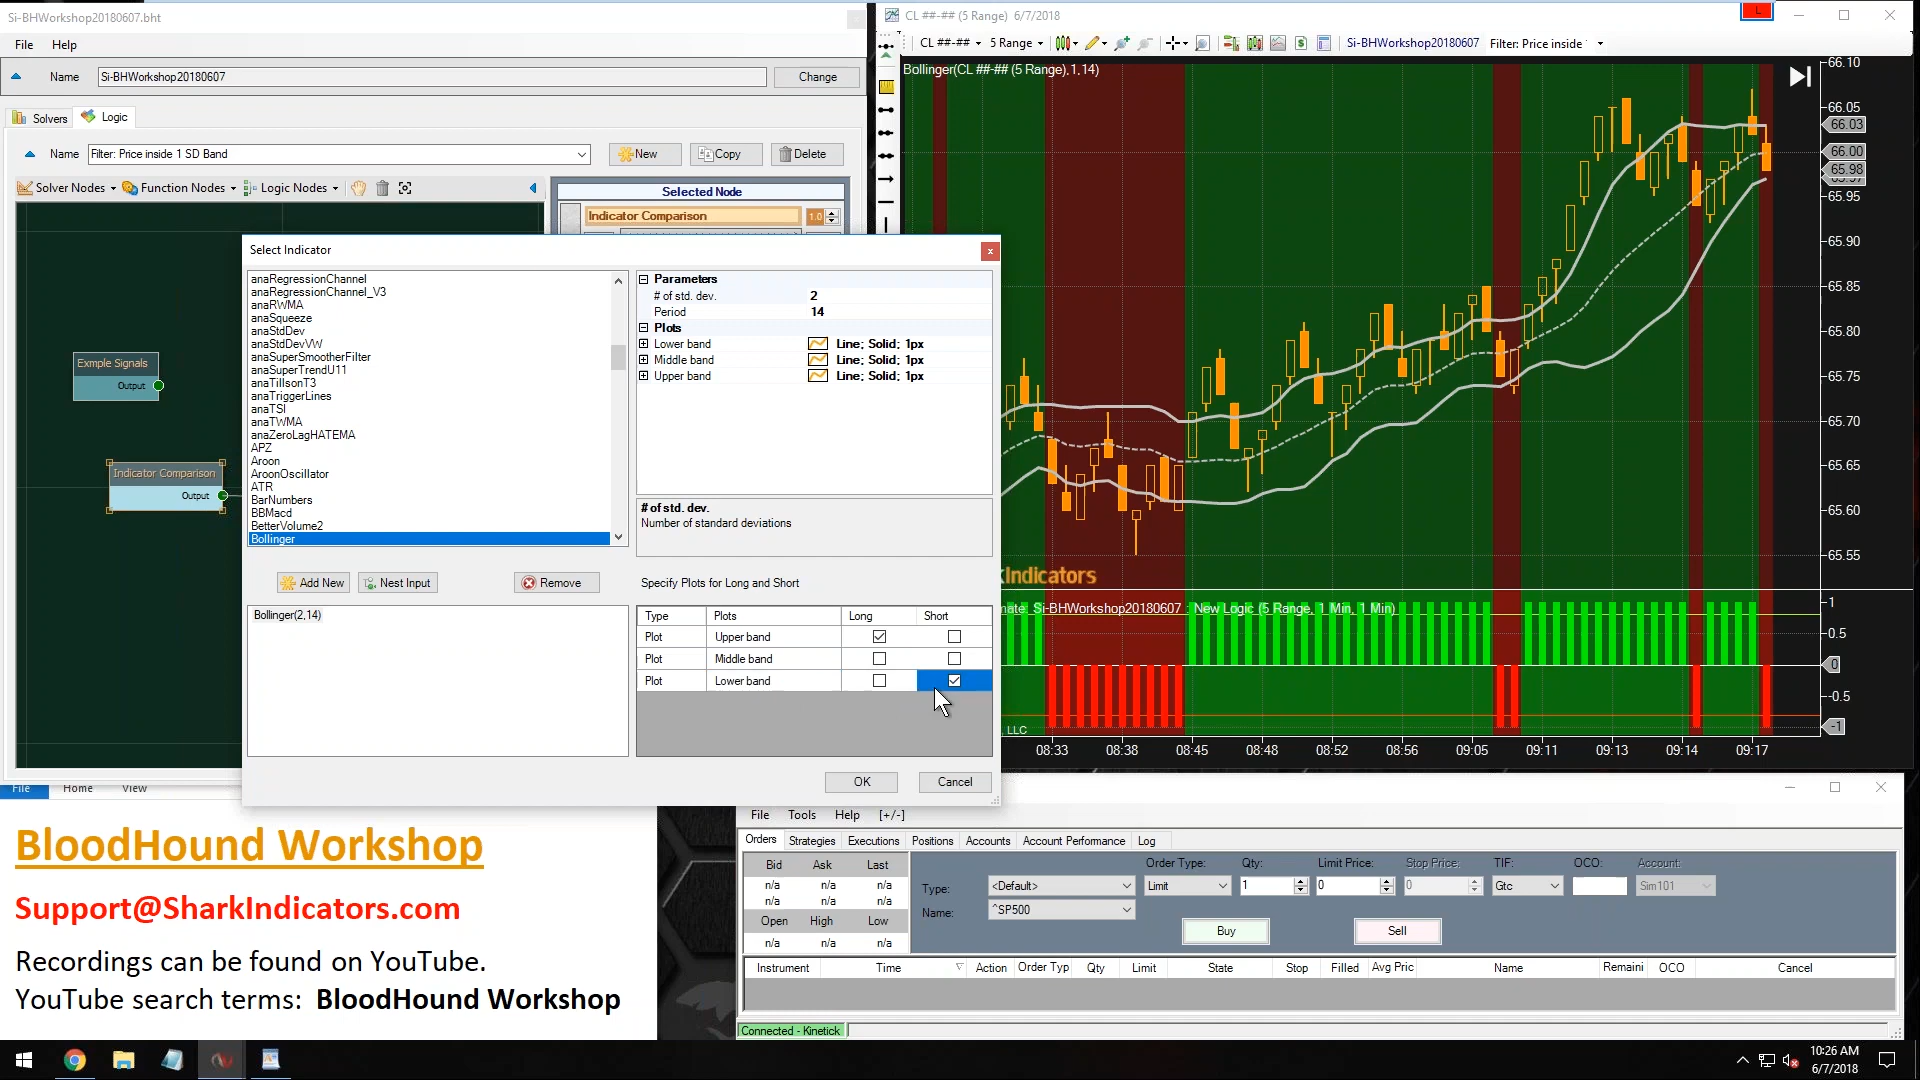 Si-BHWorkshop20180607.bht
File Help
Name Si-BHWorkshop20180607 Change
Solvers Logic
Name Filter: Price inside 1 SD Band New Copy Delete
Solver Nodes Function Nodes Logic Nodes
Selected Node
Indicator Comparison 1.0
Exmple Signals
Output
Indicator Comparison
Output
Select Indicator
anaRegressionChannel
anaRegressionChannel_V3
anaRWMA
anaSqueeze
anaStdDev
anaStdDevVW
anaSuperSmootherFilter
anaSuperTrendU11
anaTillsonT3
anaTriggerLines
anaTSI
anaTWMA
anaZeroLagHATEMA
APZ
Aroon
AroonOscillator
ATR
BarNumbers
BBMacd
BetterVolume2
Bollinger
Parameters
# of std. dev. 2
Period 14
Plots
Lower band Line; Solid; 1px
Middle band Line; Solid; 1px
Upper band Line; Solid; 1px
# of std. dev.
Number of standard deviations
Add New Nest Input Remove
Specify Plots for Long and Short
Bollinger(2,14)
Type Plots Long Short
Plot Upper band
Plot Middle band
Plot Lower band
OK Cancel
CL ##-## (5 Range) 6/7/2018
L
CL ##-## 5 Range Si-BHWorkshop20180607 Filter: Price inside
Bollinger(CL ##-## (5 Range),1,14)
66.10
66.05
66.03
66.00
65.98
65.95
65.90
65.85
65.80
65.75
65.70
65.65
65.60
65.55
Indicators
mate: Si-BHWorkshop20180607 : New Logic (5 Range, 1 Min, 1 Min)
1
0.5
0
-0.5
-1
, LLC
08:33 08:38 08:45 08:48 08:52 08:56 09:05 09:11 09:13 09:14 09:17
File Home View
BloodHound Workshop
Support@SharkIndicators.com
Recordings can be found on YouTube.
YouTube search terms: BloodHound Workshop
File Tools Help [+/-]
Orders Strategies Executions Positions Accounts Account Performance Log
Bid Ask Last
n/a n/a n/a
n/a n/a n/a
Open High Low
n/a n/a n/a
Order Type: Qty: Limit Price: Stop Price: TIF: OCO: Account:
Type: <Default> Limit 1 0 0 Gtc Sim101
Name: ^SP500
Buy Sell
Instrument Time Action Order Typ Qty Limit State Stop Filled Avg Pric Name Remaini OCO Cancel
Connected - Kinetick
10:26 AM
6/7/2018